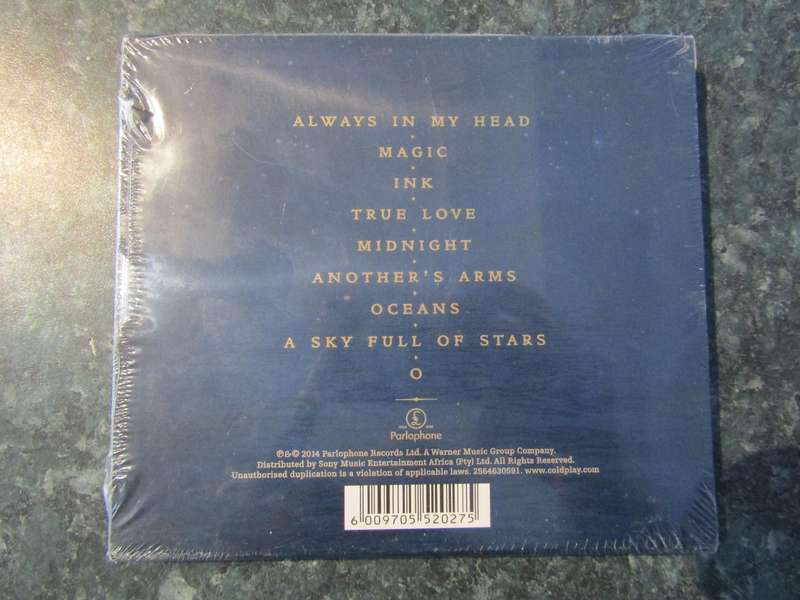 ALWAYS IN MY HEAD
MAGIC
INK
TRUE LOVE
MIDNIGHT
ANOTHER'S ARMS
OCEANS
A SKY FULL OF STARS
O
£
Parlophone
℗&© 2014 Parlophone Records Ltd. A Warner Music Group Company.
Distributed by Sony Music Entertainment Africa (Pty) Ltd. All Rights Reserved.
Unauthorised duplication is a violation of applicable laws. 2564630591. www.coldplay.com
6 009705 520275